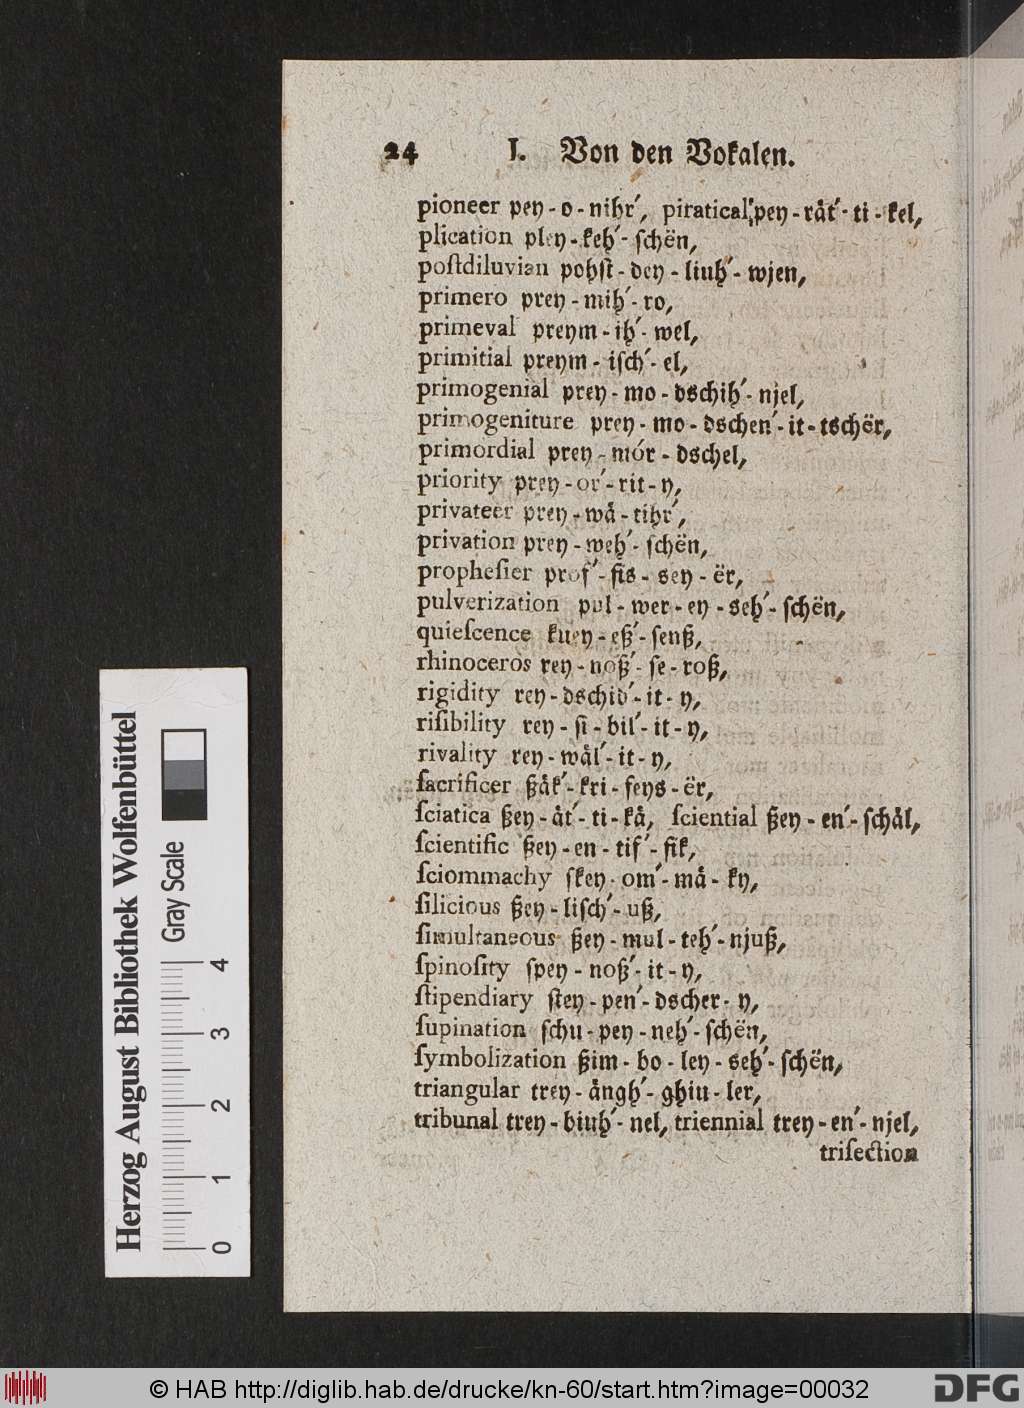 24 I. Von den Vokalen.
pioneer pey-o-nihr´, piratical pey-råt´-ti-kel,
plication pley-keh´-ſchën,
poſtdiluvian pohſt-dey-liuh´-wjen,
primero prey-mih´-ro,
primeval preym-ih´-wel,
primitial preym-iſch´-el,
primogenial prey-mo-dschih´-njel,
primogeniture prey-mo-dschen´-it-tschër,
primordial prey-mór-dschel,
priority prey-or´-rit-y,
privateer prey-wå-tihr´,
privation prey-weh´-ſchën,
propheſier prof´-fis-sey-ër,
pulverization pul-wer-ey-seh´-ſchën,
quieſcence kuey-eß´-ſenß,
rhinoceros rey-noß´-ſe-roß,
rigidity rey-dschid´-it-y,
riſibility rey-ſi-bil´-it-y,
rivality rey-wål´-it-y,
ſacrificer ßåk´-kri-feys-ër,
ſciatica ßey-åt´-ti-kå, ſciential ßey-en´-ſchål,
ſcientific ßey-en-tif´-fik,
ſciommachy ſkey-om´-må-ky,
ſilicious ßey-liſch´-uß,
ſimultaneous ßey-mul-teh´-njuß,
ſpinoſity ſpey-noß´-it-y,
ſtipendiary ſtey-pen´-dscher-y,
ſupination ſchu-pey-neh´-ſchën,
ſymbolization ßim-bo-ley-seh´-ſchën,
triangular trey-ångh´-ghiu-ler,
tribunal trey-biuh´-nel, triennial trey-en´-njel,
triſection
Herzog August Bibliothek Wolfenbüttel
Gray Scale
0 1 2 3 4
© HAB http://diglib.hab.de/drucke/kn-60/start.htm?image=00032
DFG